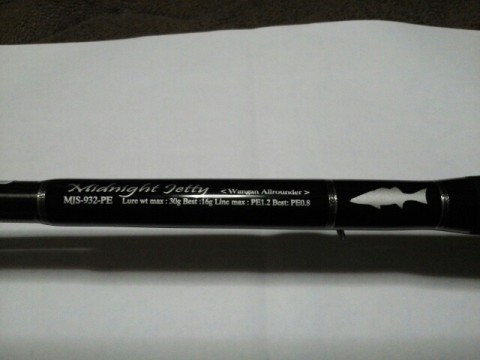 Midnight Jetty < Wangan Allrounder >
MJS-932-PE Lure wt max : 30g Best :16g Line max : PE1.2 Best: PE0.8